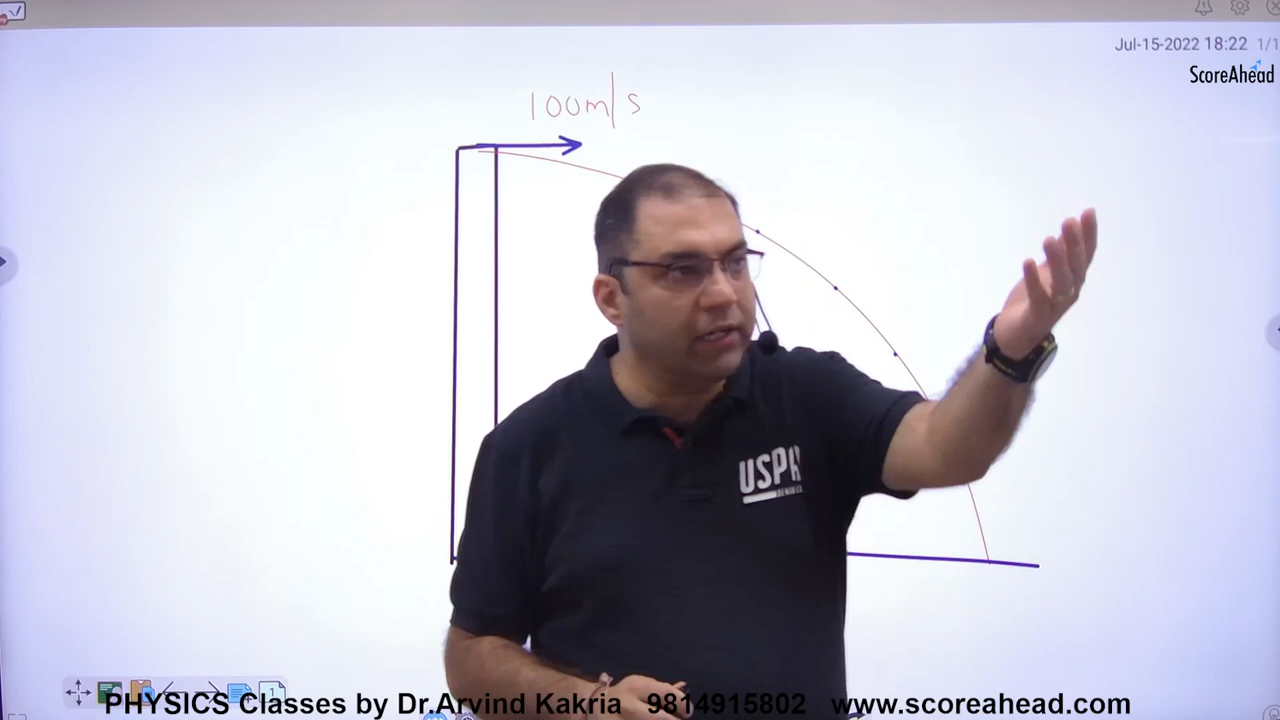 Jul-15-2022 18:22 1/1
ScoreAhead
100m/s
USPA
PHYSICS Classes by Dr.Arvind Kakria 9814915802 www.scoreahead.com